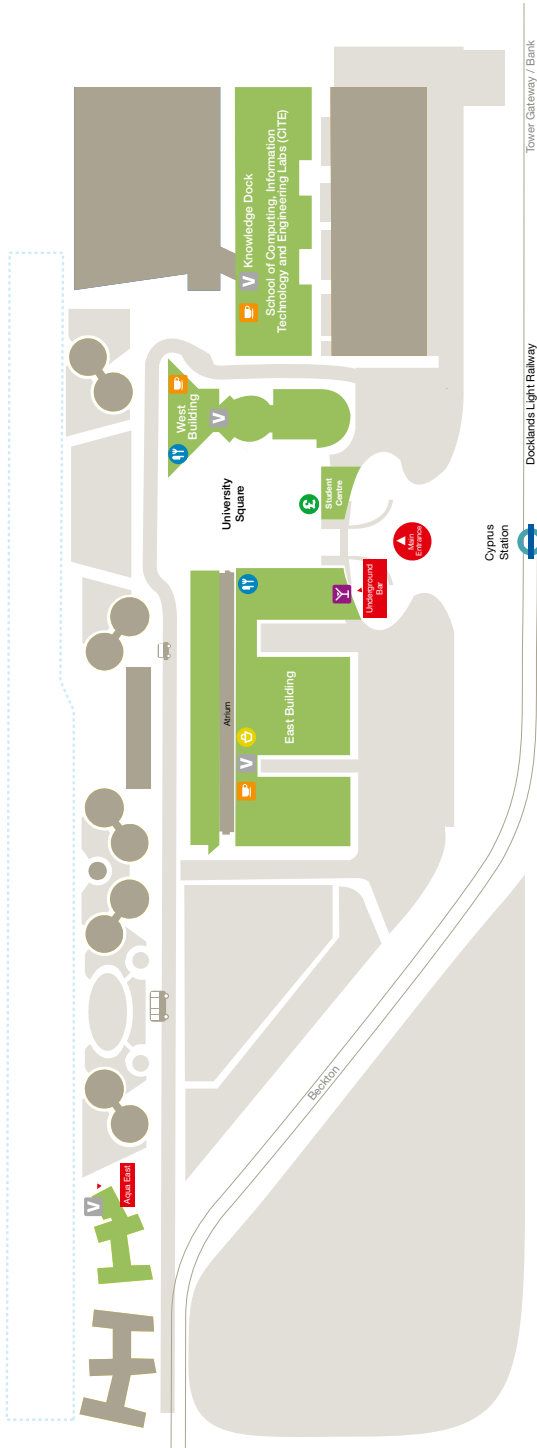 Tower Gateway / Bank
Docklands Light Railway
Cyprus
Station
Main
Entrance
Underground
Bar
Student
Centre
£
Knowledge Dock
School of Computing, Information
Technology and Engineering Labs (CITE)
V
West
Building
V
University
Square
East Building
Atrium
V
Beckton
Aqua East
V